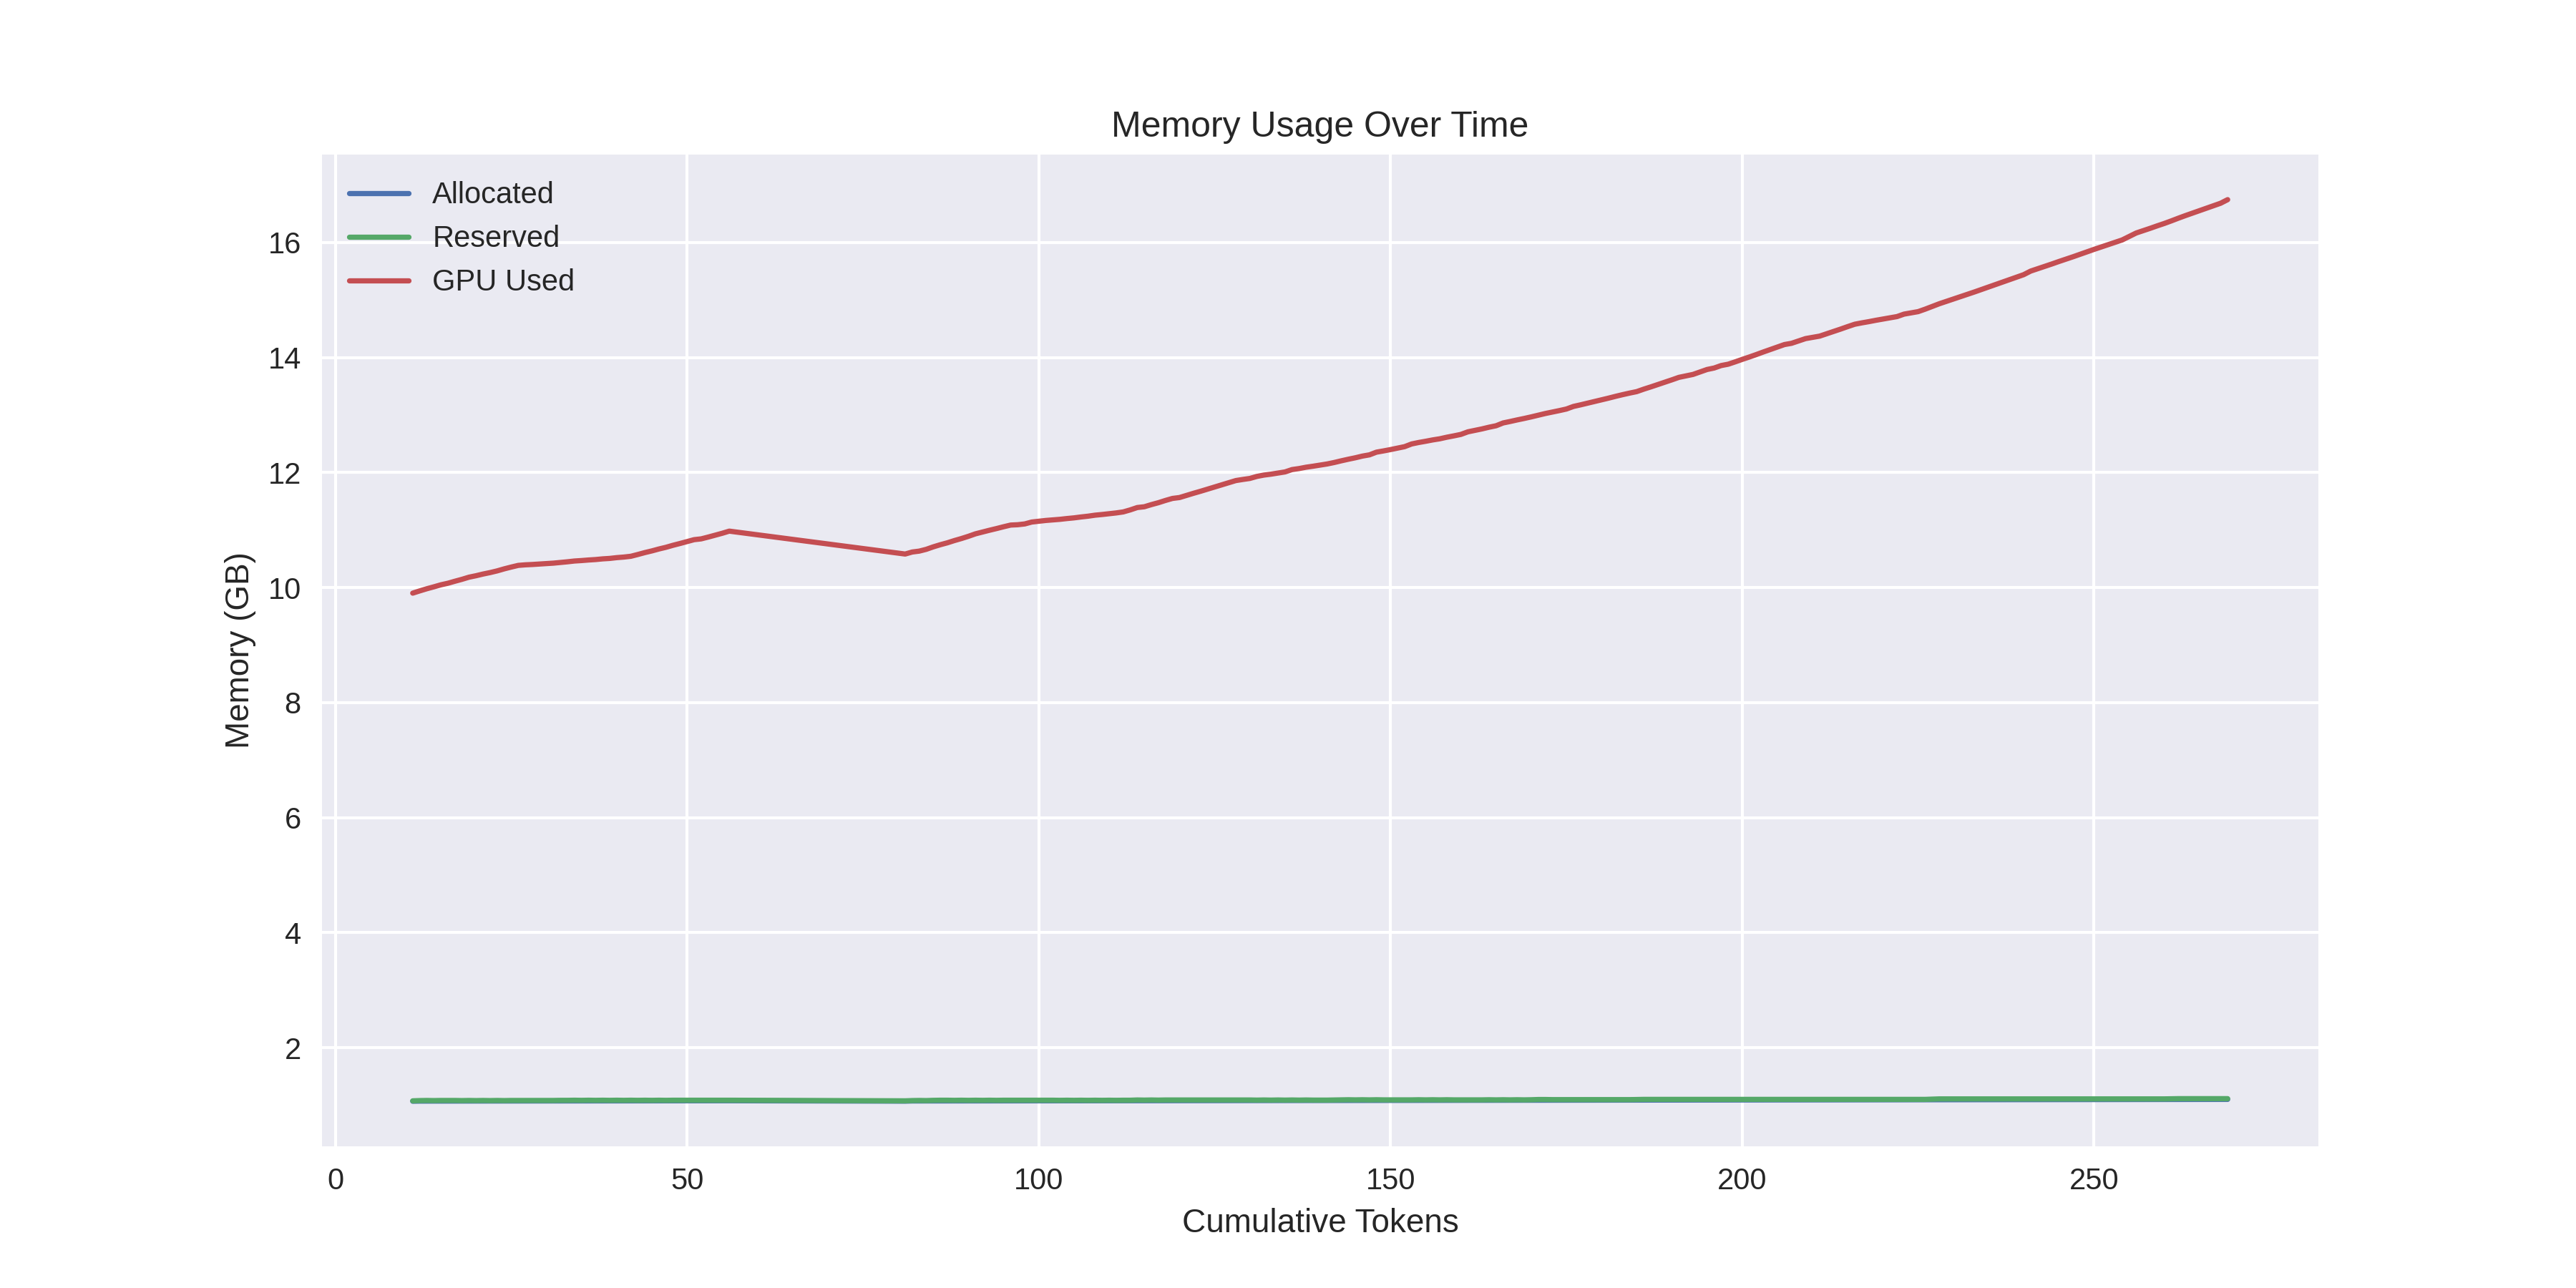 Memory Usage Over Time
Allocated
Reserved
GPU Used
Memory (GB)
16
14
12
10
8
6
4
2
0 50 100 150 200 250
Cumulative Tokens